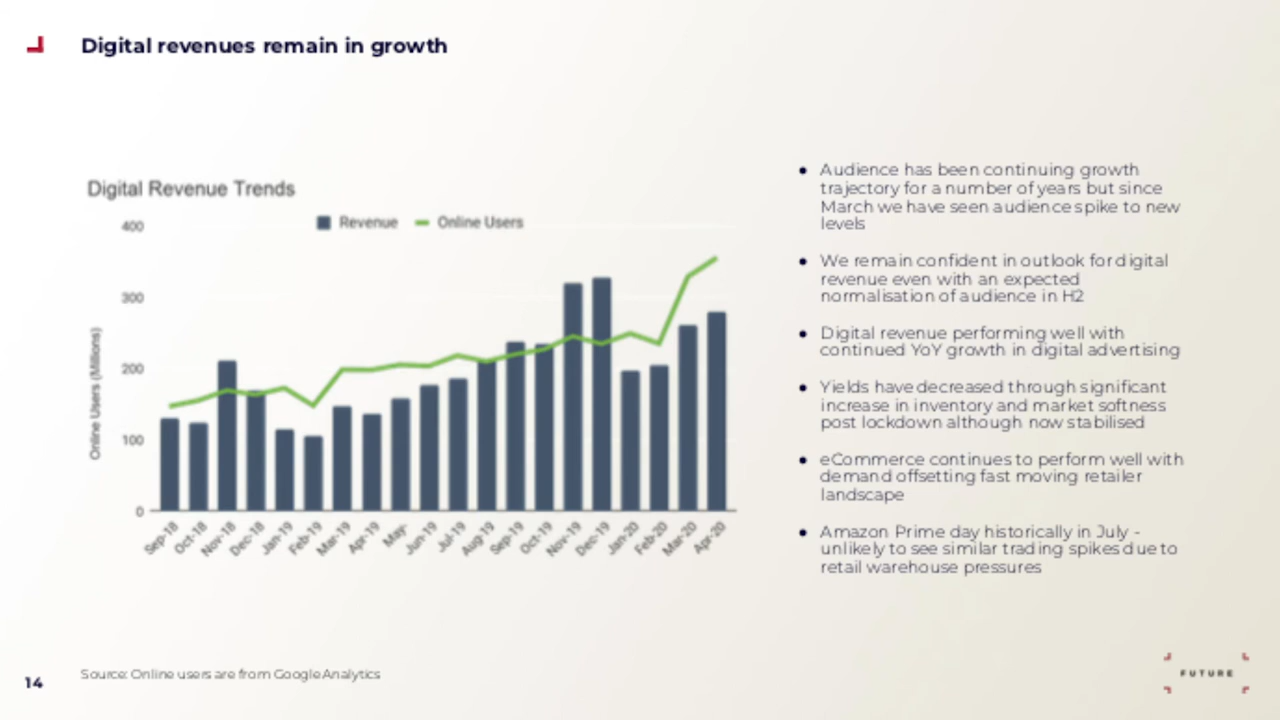 Digital revenues remain in growth
Digital Revenue Trends
Revenue
Online Users
Online Users (Millions)
400
300
200
100
0
Sep-18
Oct-18
Nov-18
Dec-18
Jan-19
Feb-19
Mar-19
Apr-19
May-
Jun-19
Jul-19
Aug-19
Sep-19
Oct-19
Nov-19
Dec-19
Jan-20
Feb-20
Mar-20
Apr-20
• Audience has been continuing growth
trajectory for a number of years but since
March we have seen audience spike to new
levels
• We remain confident in outlook for digital
revenue even with an expected
normalisation of audience in H2
• Digital revenue performing well with
continued YoY growth in digital advertising
• Yields have decreased through significant
increase in inventory and market softness
post lockdown although now stabilised
• eCommerce continues to perform well with
demand offsetting fast moving retailer
landscape
• Amazon Prime day historically in July -
unlikely to see similar trading spikes due to
retail warehouse pressures
Source: Online users are from Google Analytics
14
FUTURE